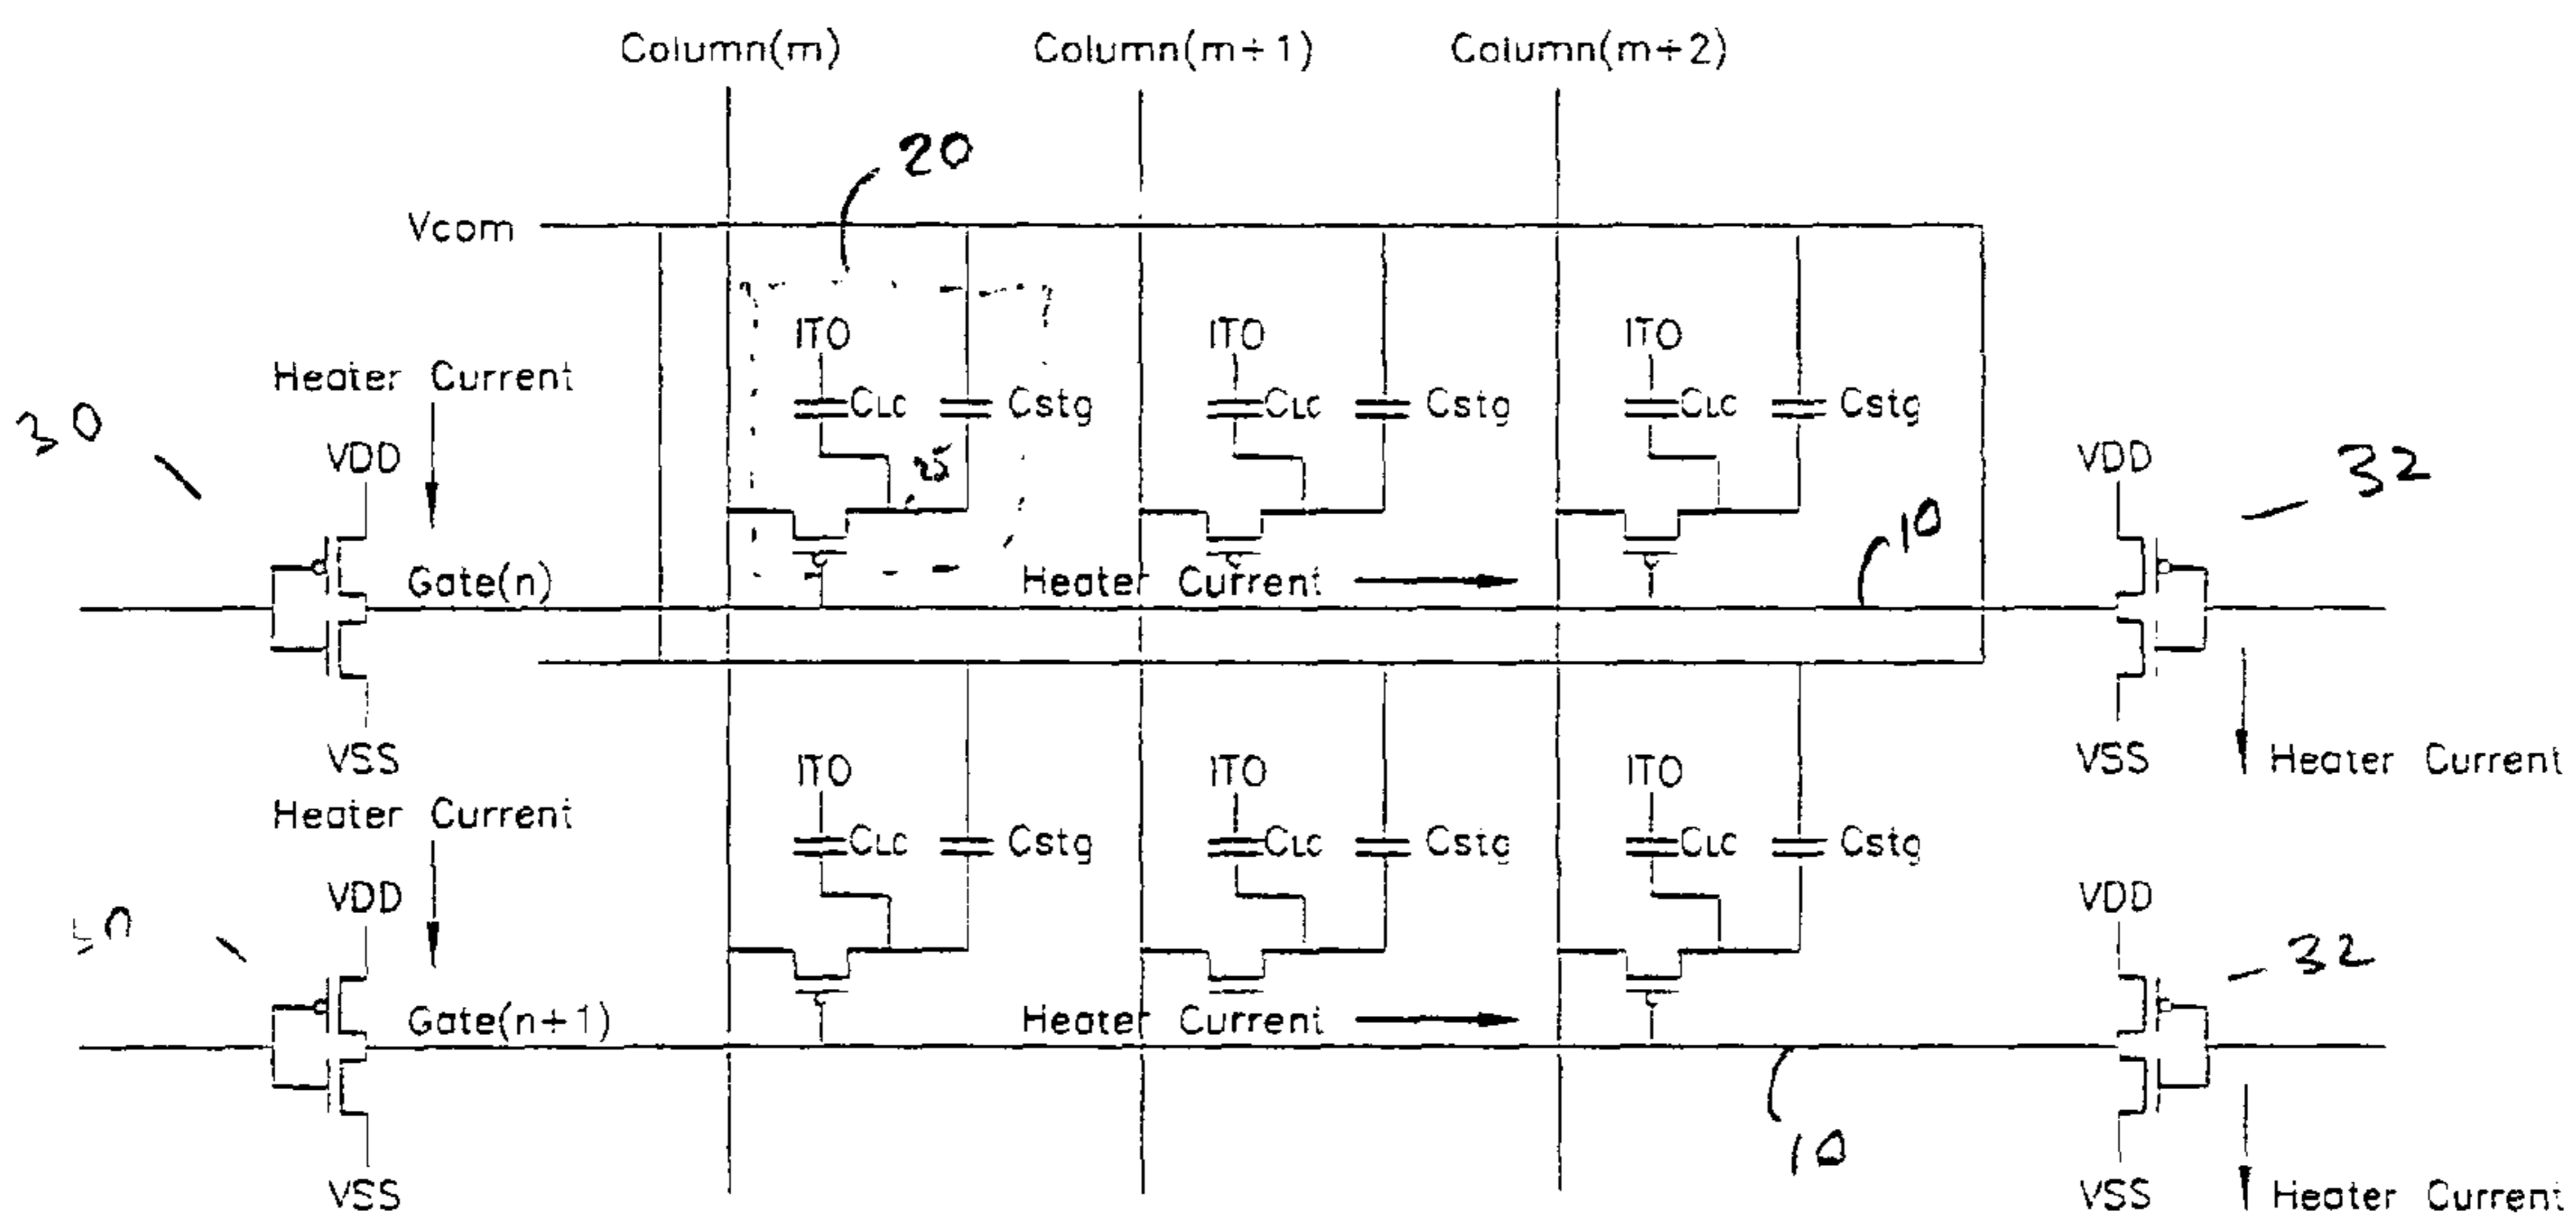 Column(m) Column(m+1) Column(m+2)
20
Vcom
ITO ITO ITO
Heater Current
CLC Cstg CLC Cstg CLC Cstg
30
VDD 25 VDD 32
10
Gate(n) Heater Current
VSS VSS Heater Current
ITO ITO ITO
Heater Current
CLC Cstg CLC Cstg CLC Cstg
VDD VDD
32
Gate(n+1) Heater Current
10
VSS VSS Heater Current